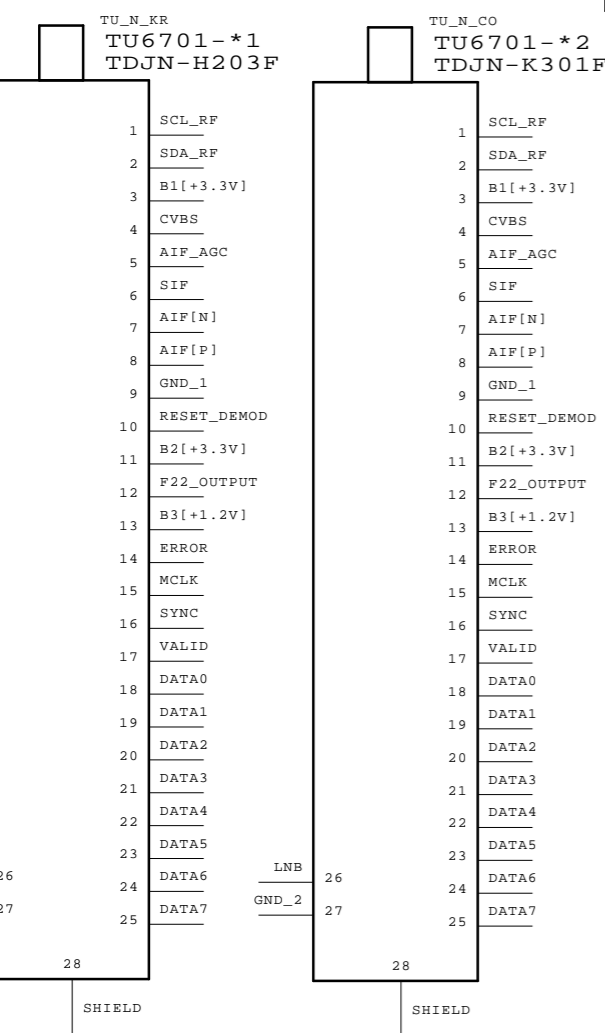 TU_N_KR
TU6701-*1
TDJN-H203F
1 SCL_RF
2 SDA_RF
3 B1[+3.3V]
4 CVBS
5 AIF_AGC
6 SIF
7 AIF[N]
8 AIF[P]
9 GND_1
10 RESET_DEMOD
11 B2[+3.3V]
12 F22_OUTPUT
13 B3[+1.2V]
14 ERROR
15 MCLK
16 SYNC
17 VALID
18 DATA0
19 DATA1
20 DATA2
21 DATA3
22 DATA4
23 DATA5
26
24 DATA6
27
25 DATA7
28
SHIELD
TU_N_CO
TU6701-*2
TDJN-K301F
1 SCL_RF
2 SDA_RF
3 B1[+3.3V]
4 CVBS
5 AIF_AGC
6 SIF
7 AIF[N]
8 AIF[P]
9 GND_1
10 RESET_DEMOD
11 B2[+3.3V]
12 F22_OUTPUT
13 B3[+1.2V]
14 ERROR
15 MCLK
16 SYNC
17 VALID
18 DATA0
19 DATA1
20 DATA2
21 DATA3
22 DATA4
23 DATA5
LNB 26
24 DATA6
GND_2 27
25 DATA7
28
SHIELD